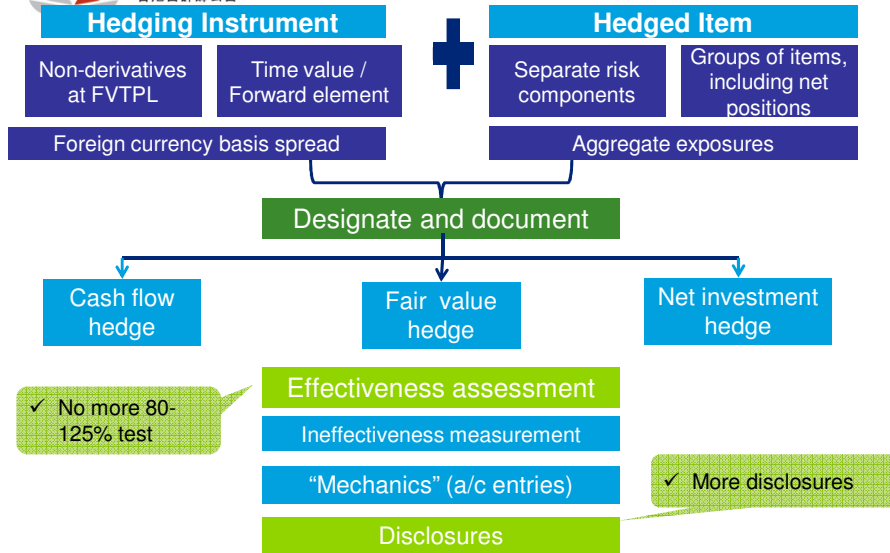 Hedging Instrument
Hedged Item
Non-derivatives
at FVTPL
Time value /
Forward element
Separate risk
components
Groups of items,
including net
positions
Foreign currency basis spread
Aggregate exposures
Designate and document
Cash flow
hedge
Fair value
hedge
Net investment
hedge
Effectiveness assessment
✓ No more 80-
125% test
Ineffectiveness measurement
“Mechanics” (a/c entries)
✓ More disclosures
Disclosures